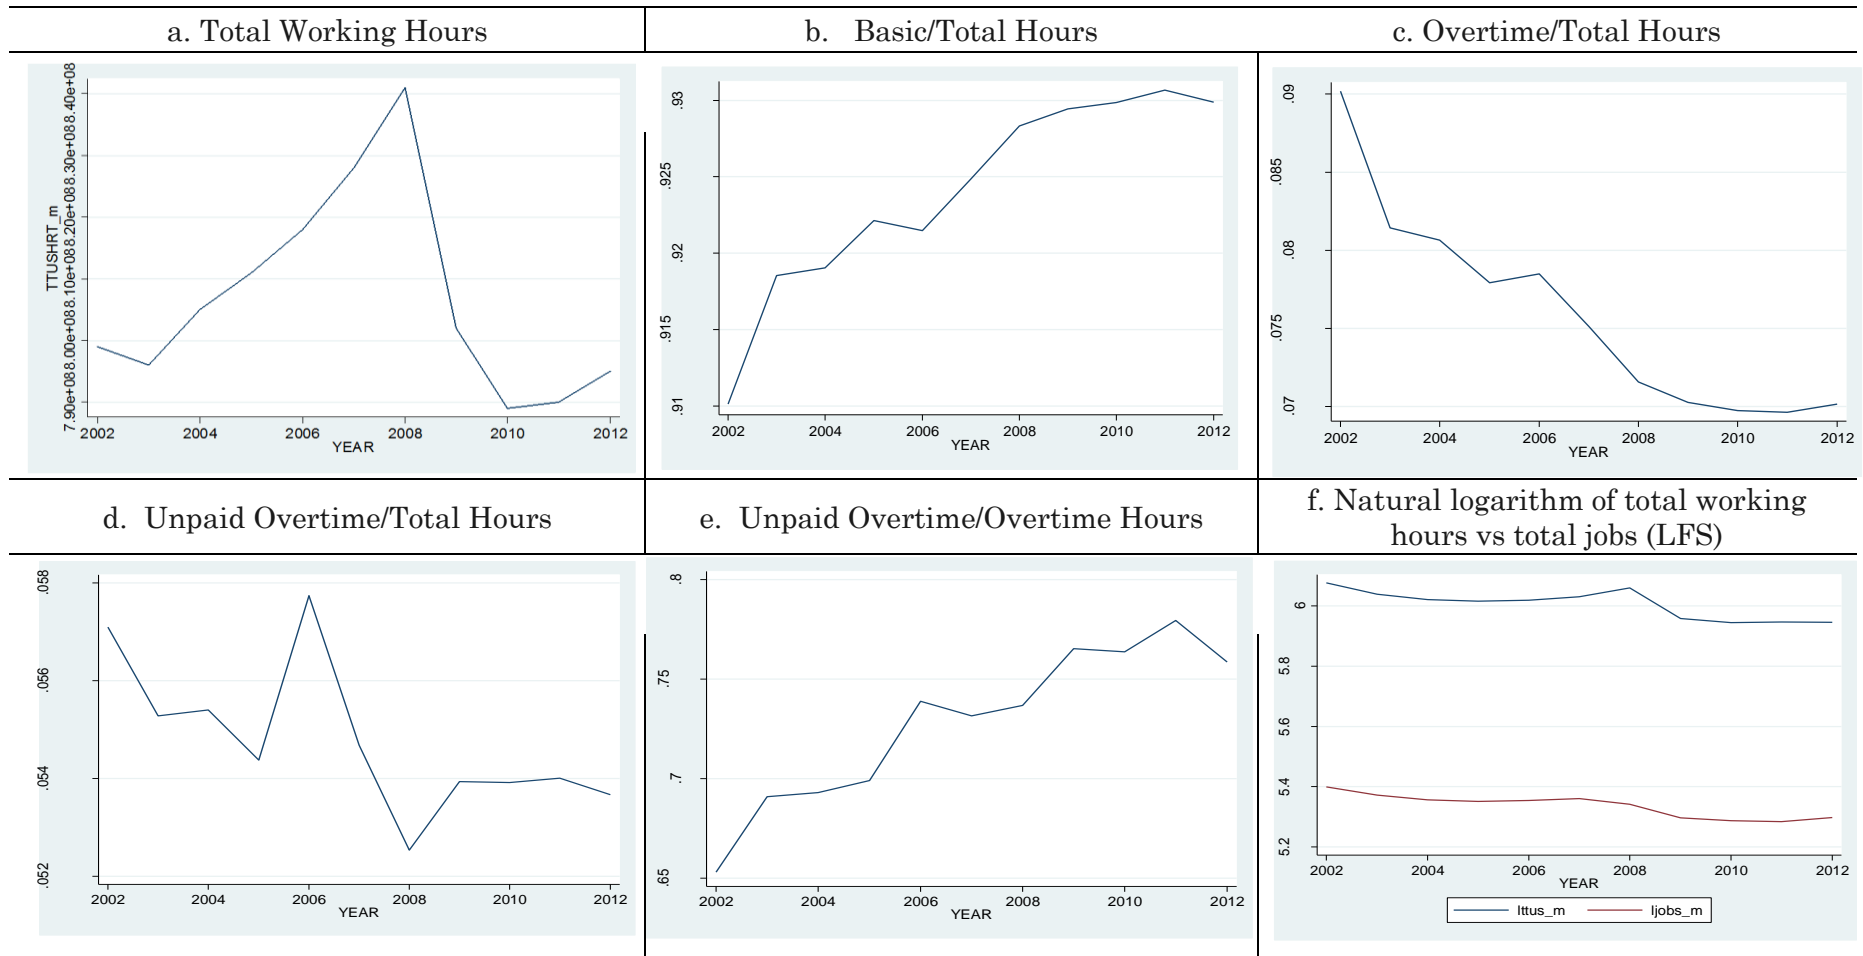 a. Total Working Hours
b. Basic/Total Hours
c. Overtime/Total Hours
TTUSHRT_m
7.90e+08 8.00e+08 8.10e+08 8.20e+08 8.30e+08 8.40e+08
2002 2004 2006 2008 2010 2012
YEAR
.93
.925
.92
.915
.91
2002 2004 2006 2008 2010 2012
YEAR
.09
.085
.08
.075
.07
2002 2004 2006 2008 2010 2012
YEAR
d. Unpaid Overtime/Total Hours
e. Unpaid Overtime/Overtime Hours
f. Natural logarithm of total working
hours vs total jobs (LFS)
.058
.056
.054
.052
2002 2004 2006 2008 2010 2012
YEAR
.8
.75
.7
.65
2002 2004 2006 2008 2010 2012
YEAR
6
5.8
5.6
5.4
5.2
2002 2004 2006 2008 2010 2012
YEAR
lttus_m ljobs_m